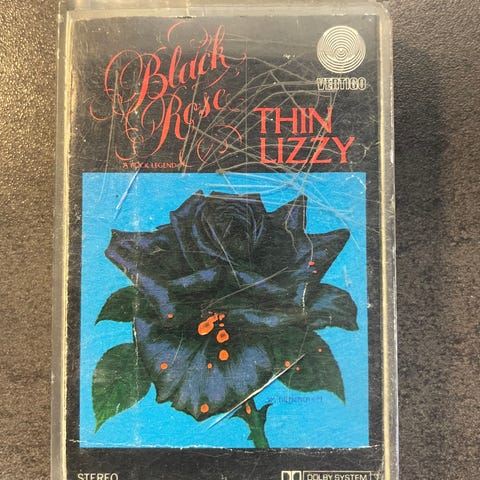 Black
Rose
A ROCK LEGEND
VERTIGO
THIN
LIZZY
STEREO
DOLBY SYSTEM